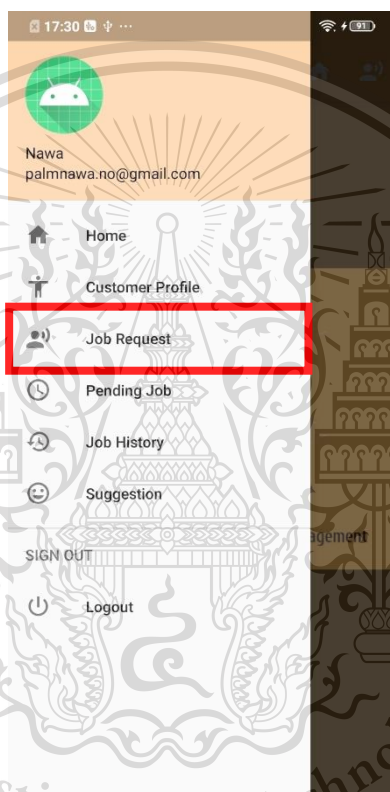 17:30
91
Nawa
palmnawa.no@gmail.com
Home
Customer Profile
Job Request
Pending Job
Job History
Suggestion
agement
SIGN OUT
Logout